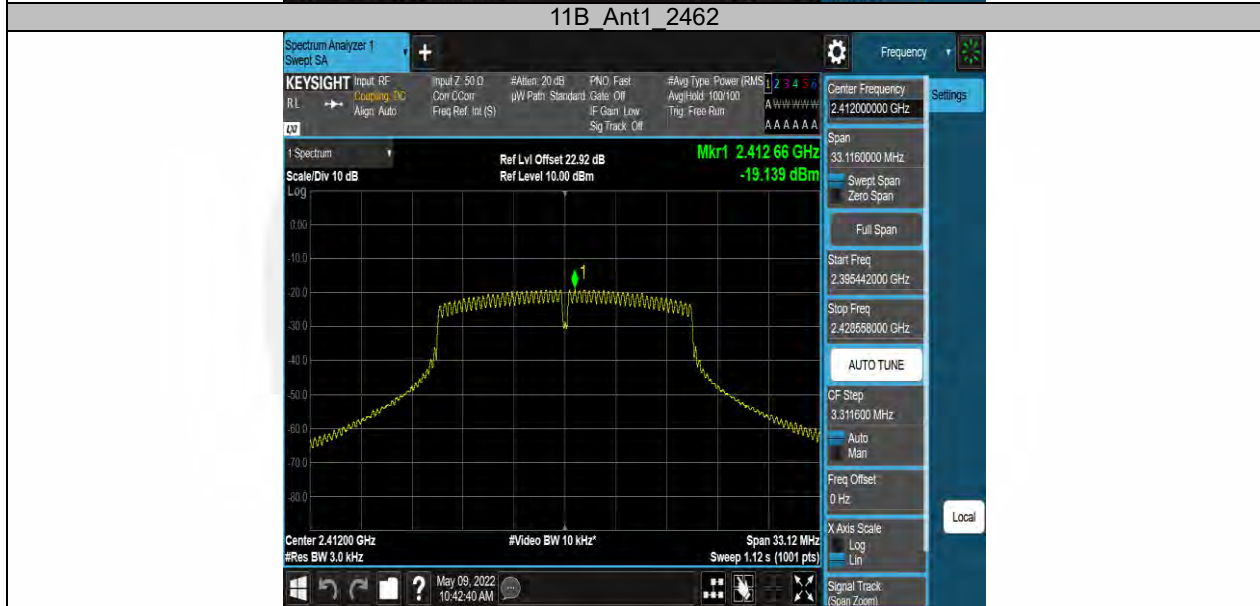 11B_Ant1_2462
Spectrum Analyzer 1
Swept SA
+
Frequency
KEYSIGHT
Input: RF
Coupling: DC
Align: Auto
RL
LXI
Input Z: 50 Ω
Corr CCorr
Freq Ref: Int (S)
#Atten: 20 dB
µW Path: Standard
PNO: Fast
Gate: Off
IF Gain: Low
Sig Track: Off
#Avg Type: Power (RMS
Avg|Hold: 100/100
Trig: Free Run
1 2 3 4 5 6
A W W W W W
A A A A A A
Center Frequency
2.412000000 GHz
Settings
Span
33.1160000 MHz
Swept Span
Zero Span
Full Span
Start Freq
2.395442000 GHz
Stop Freq
2.428558000 GHz
AUTO TUNE
CF Step
3.311600 MHz
Auto
Man
Freq Offset
0 Hz
X Axis Scale
Log
Lin
Local
Signal Track
(Span Zoom)
1 Spectrum
Scale/Div 10 dB
Ref Lvl Offset 22.92 dB
Ref Level 10.00 dBm
Mkr1 2.412 66 GHz
-19.139 dBm
Log
0.00
-10.0
1
-20.0
-30.0
-40.0
-50.0
-60.0
-70.0
-80.0
Center 2.41200 GHz
#Res BW 3.0 kHz
#Video BW 10 kHz*
Span 33.12 MHz
Sweep 1.12 s (1001 pts)
?
May 09, 2022
10:42:40 AM